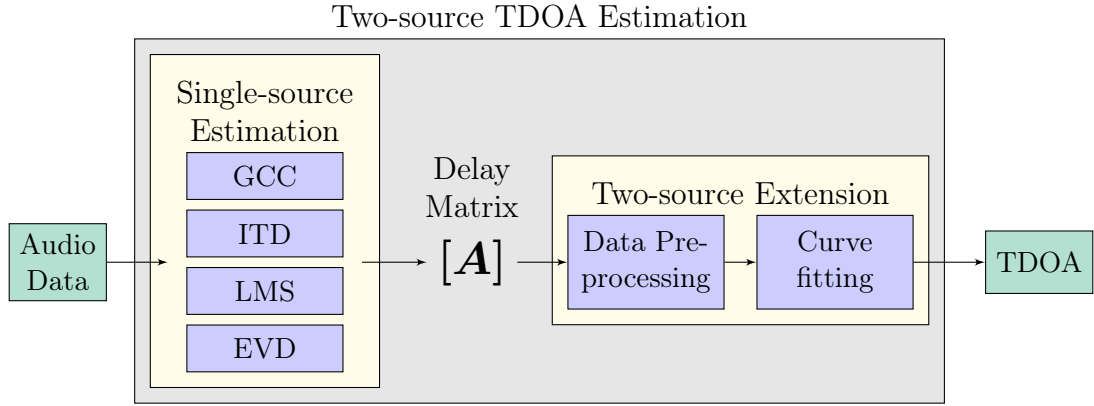 Two-source TDOA Estimation
Audio
Data
Single-source
Estimation
GCC
ITD
LMS
EVD
Delay
Matrix
[A]
Two-source Extension
Data Pre-
processing
Curve
fitting
TDOA